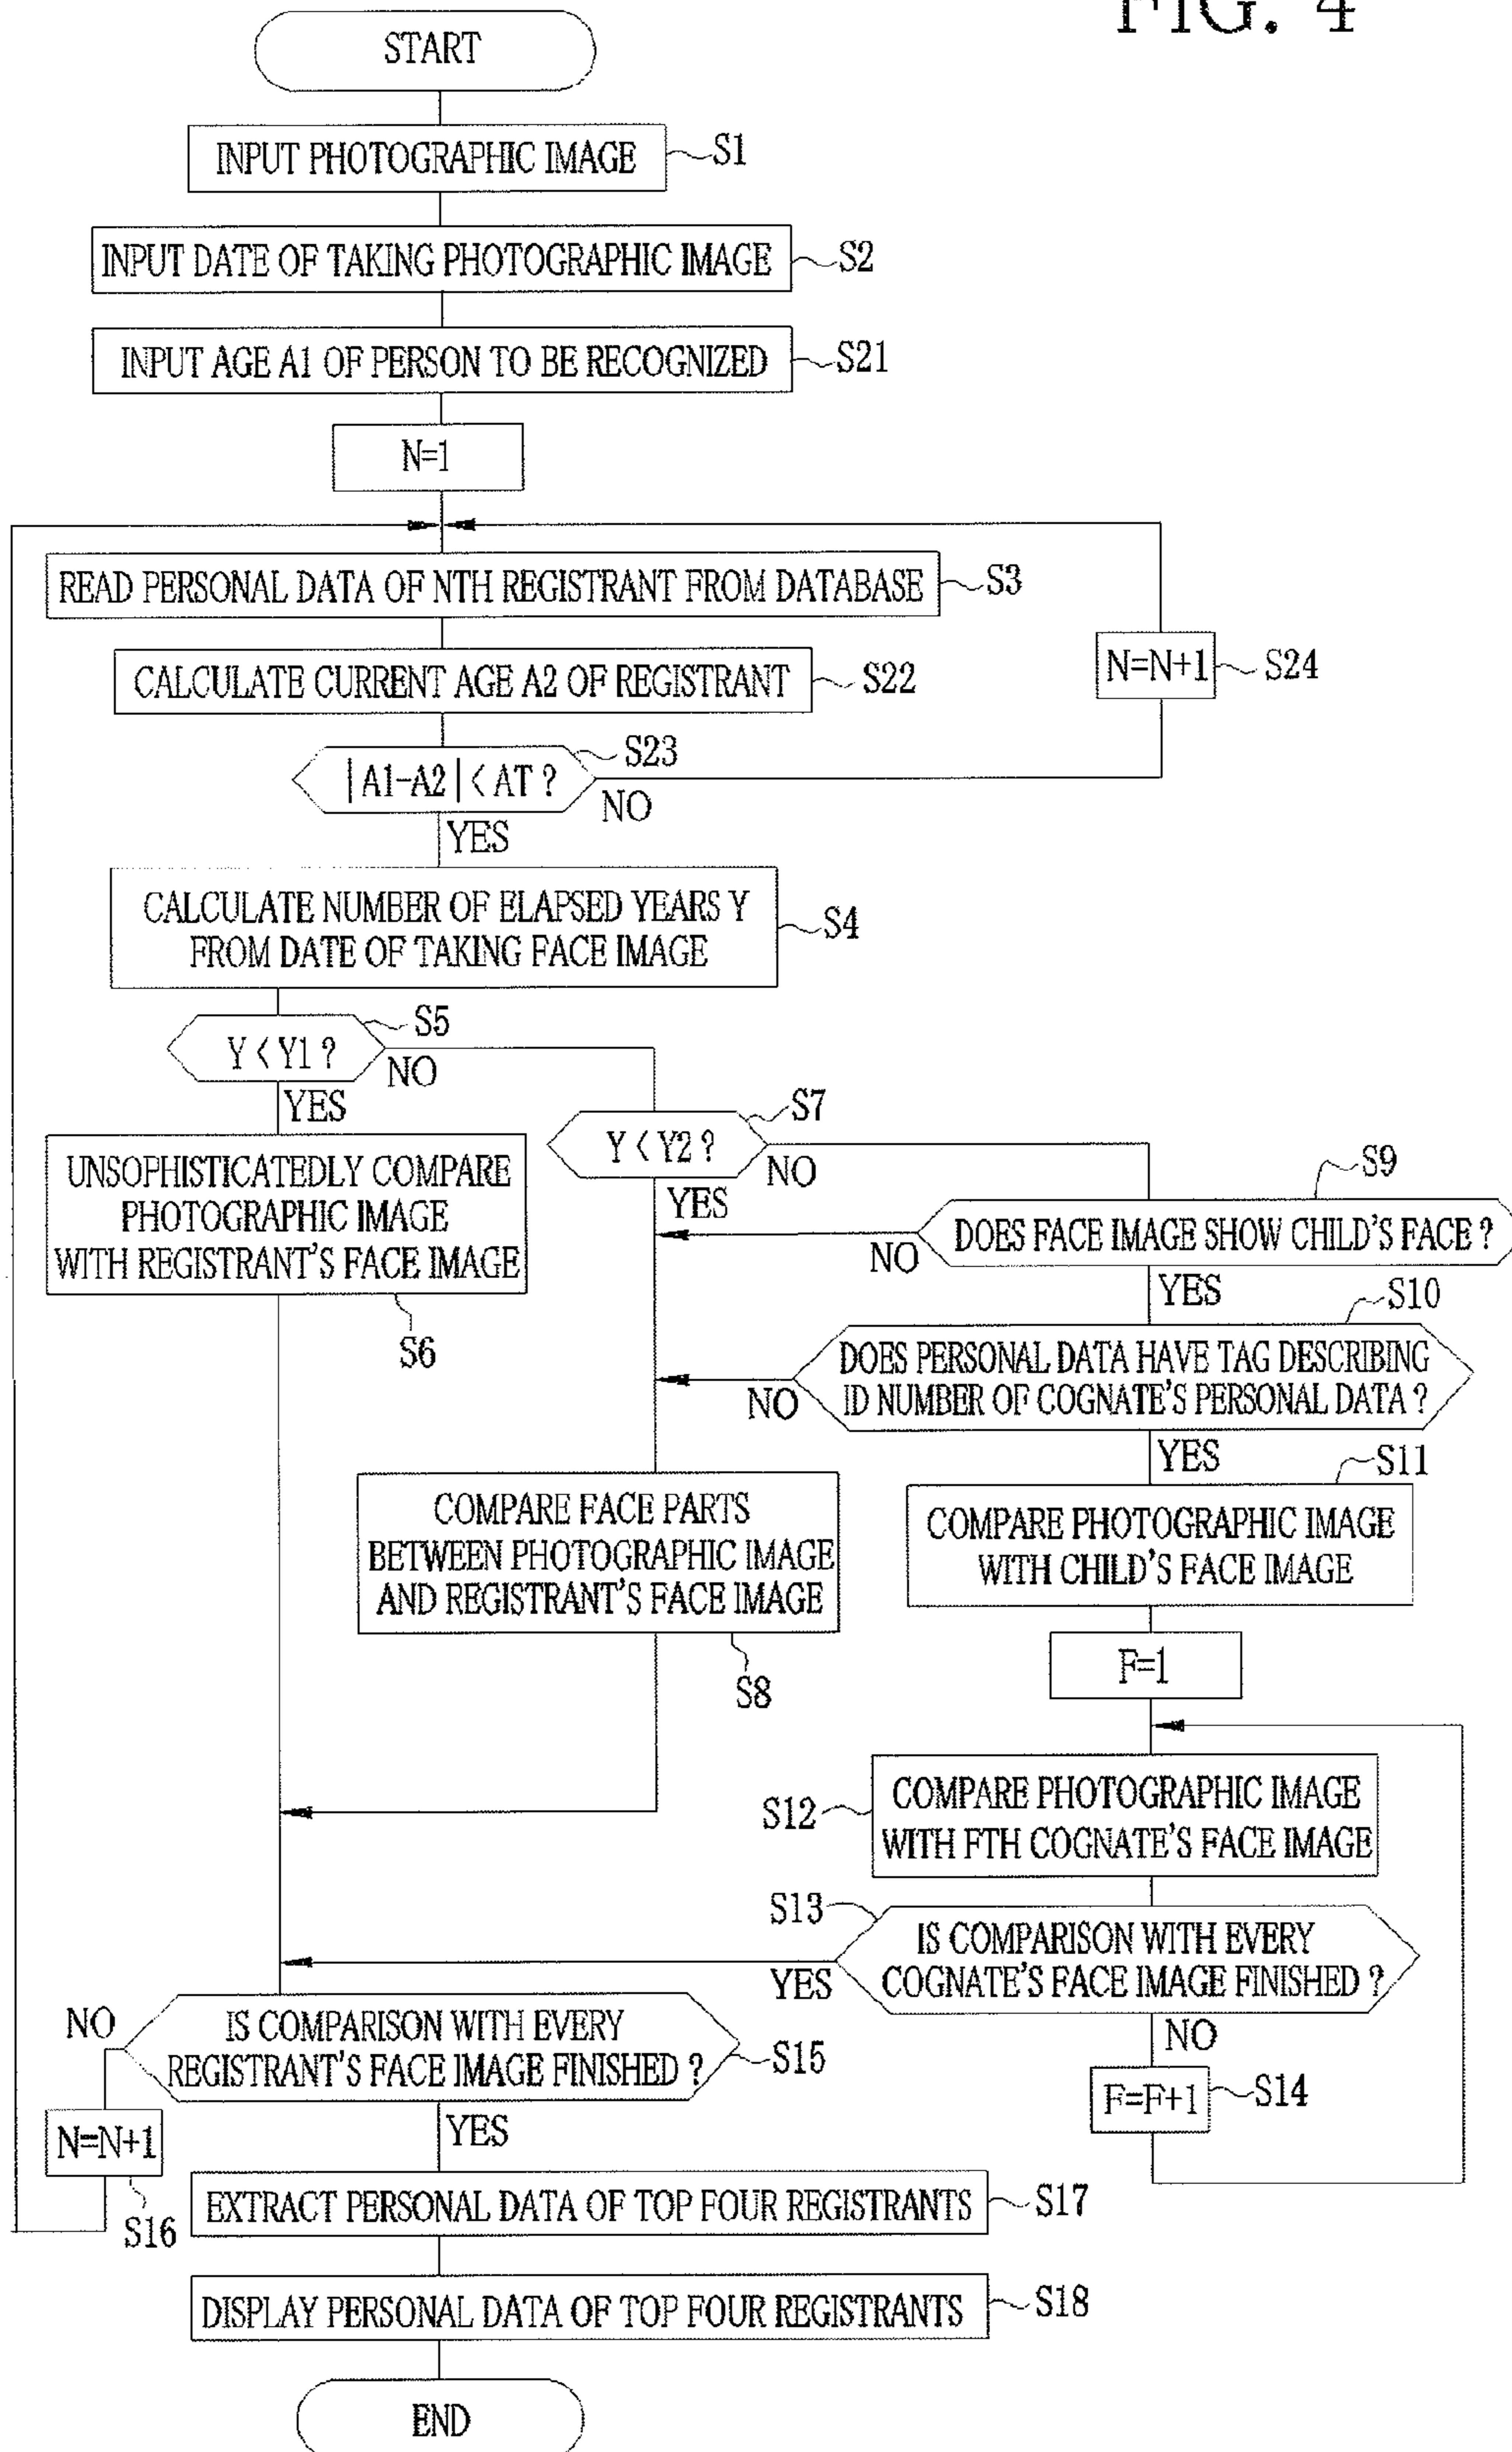 FIG. 4
START
INPUT PHOTOGRAPHIC IMAGE
S1
INPUT DATE OF TAKING PHOTOGRAPHIC IMAGE
S2
INPUT AGE A1 OF PERSON TO BE RECOGNIZED
S21
N=1
READ PERSONAL DATA OF NTH REGISTRANT FROM DATABASE
S3
CALCULATE CURRENT AGE A2 OF REGISTRANT
S22
N=N+1
S24
|A1-A2| < AT ?
S23
NO
YES
CALCULATE NUMBER OF ELAPSED YEARS Y
FROM DATE OF TAKING FACE IMAGE
S4
Y < Y1 ?
S5
NO
YES
UNSOPHISTICATEDLY COMPARE
PHOTOGRAPHIC IMAGE
WITH REGISTRANT'S FACE IMAGE
S6
Y < Y2 ?
S7
NO
YES
DOES FACE IMAGE SHOW CHILD'S FACE ?
S9
NO
YES
DOES PERSONAL DATA HAVE TAG DESCRIBING
ID NUMBER OF COGNATE'S PERSONAL DATA ?
S10
NO
YES
COMPARE FACE PARTS
BETWEEN PHOTOGRAPHIC IMAGE
AND REGISTRANT'S FACE IMAGE
S8
COMPARE PHOTOGRAPHIC IMAGE
WITH CHILD'S FACE IMAGE
S11
F=1
COMPARE PHOTOGRAPHIC IMAGE
WITH FTH COGNATE'S FACE IMAGE
S12
IS COMPARISON WITH EVERY
COGNATE'S FACE IMAGE FINISHED ?
S13
YES
NO
F=F+1
S14
IS COMPARISON WITH EVERY
REGISTRANT'S FACE IMAGE FINISHED ?
S15
NO
YES
N=N+1
S16
EXTRACT PERSONAL DATA OF TOP FOUR REGISTRANTS
S17
DISPLAY PERSONAL DATA OF TOP FOUR REGISTRANTS
S18
END